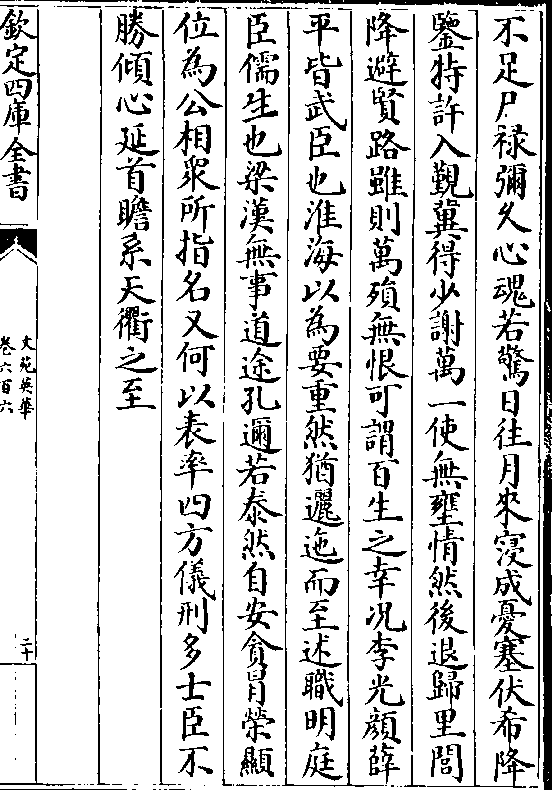 不足尸祿彌久心魂若驚日往月來寖成憂塞伏希降
鑒特許入覲冀得少謝萬一使無壅情然後退歸里閭
降避賢路雖則萬殞無恨可謂百生之幸況李光顔薛
平皆武臣也淮海以為要重然猶邐迤而至述職明庭
臣儒生也梁漢無事道途孔邇若泰然自安貪冒榮顯
位為公相衆所指名又何以表率四方儀刑多士臣不
勝傾心延首瞻系天衢之至
欽定四庫全書
文苑英華
卷六百六
二十